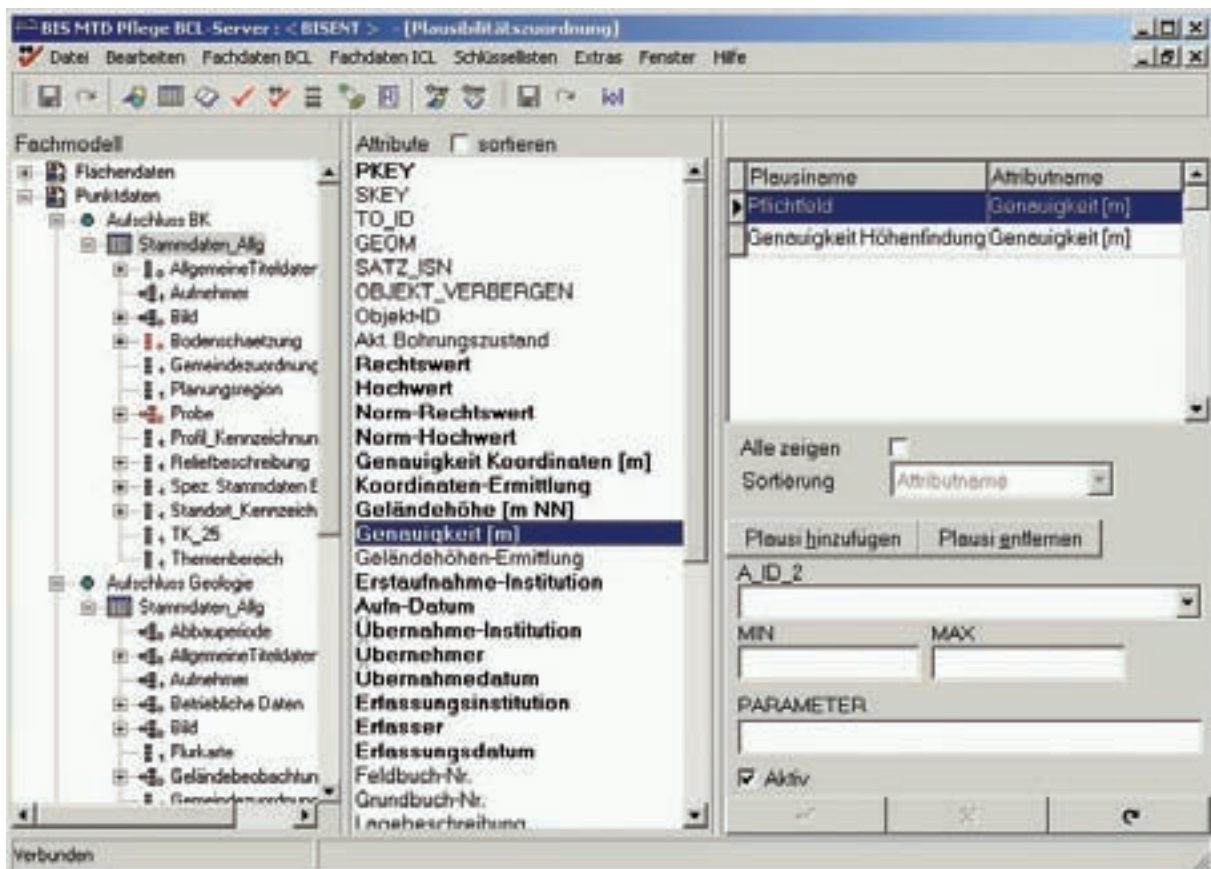 BIS MTD Pflege BCL-Server : < BISENT > - [Plausibilitätszuordnung]
Datei Bearbeiten Fachdaten BCL Fachdaten ICL Schlüssellisten Extras Fenster Hilfe
Fachmodell
Flächendaten
Punktdaten
Aufschluss BK
Stammdaten_Allg
AllgemeineTiteldater
Aufnehmer
Bild
Bodenschaetzung
Gemeindezuordnung
Planungsregion
Probe
Profil_Kennzeichnun
Reliefbeschreibung
Spez. Stammdaten B
Standort_Kennzeich
TK_25
Themenbereich
Aufschluss Geologie
Stammdaten_Allg
Abbauperiode
AllgemeineTiteldater
Aufnehmer
Betriebliche Daten
Bild
Flurkarte
Geländebeobachtun
Gemeindezuordnung
Attribute sortieren
PKEY
SKEY
TO_ID
GEOM
SATZ_ISN
OBJEKT_VERBERGEN
Objekt-ID
Akt. Bohrungszustand
Rechtswert
Hochwert
Norm-Rechtswert
Norm-Hochwert
Genauigkeit Koordinaten [m]
Koordinaten-Ermittlung
Geländehöhe [m NN]
Genauigkeit [m]
Geländehöhen-Ermittlung
Erstaufnahme-Institution
Aufn-Datum
Übernahme-Institution
Übernehmer
Übernahmedatum
Erfassungsinstitution
Erfasser
Erfassungsdatum
Feldbuch-Nr.
Grundbuch-Nr.
Lagebeschreibung
Plausiname Attributname
Pflichtfeld Genauigkeit [m]
Genauigkeit Höhenfindung Genauigkeit [m]
Alle zeigen
Sortierung Attributname
Plausi hinzufügen Plausi entfernen
A_ID_2
MIN MAX
PARAMETER
Aktiv
Verbunden